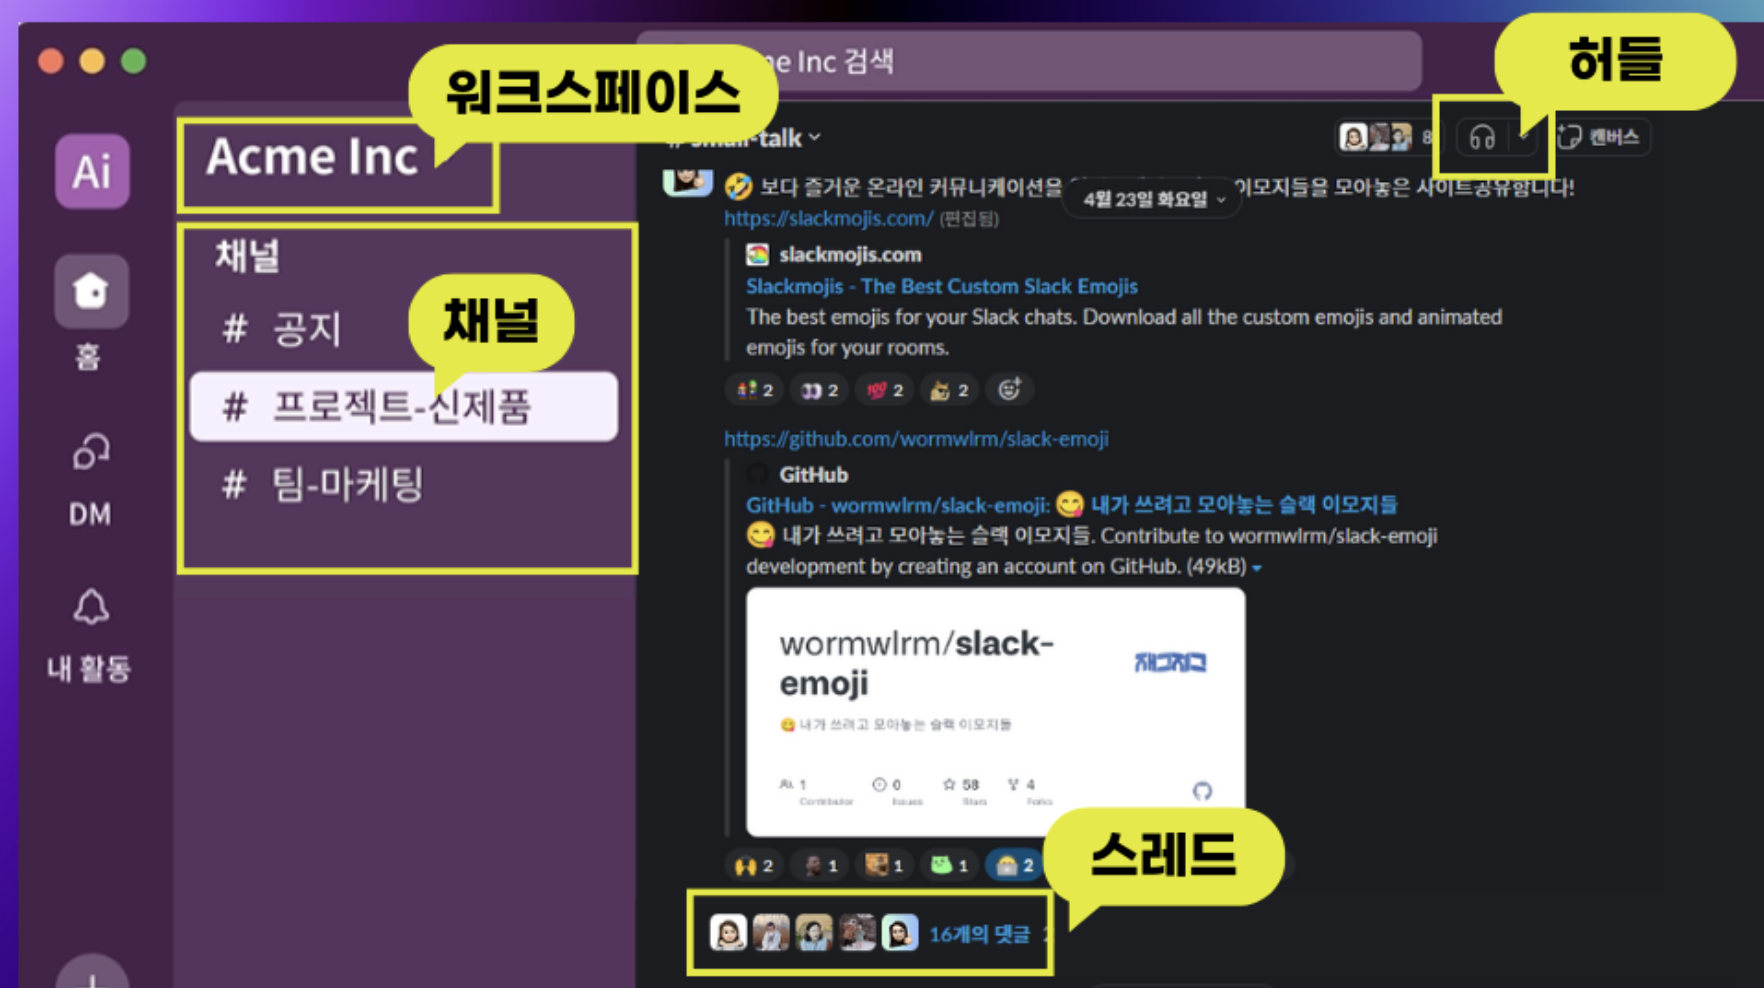 워크스페이스
ne Inc 검색
허들
Ai
Acme Inc
-talk
8
캔버스
🤣 보다 즐거운 온라인 커뮤니케이션을
이모지들을 모아놓은 사이트공유합니다!
4월 23일 화요일
https://slackmojis.com/ (편집됨)
채널
slackmojis.com
Slackmojis - The Best Custom Slack Emojis
# 공지
채널
The best emojis for your Slack chats. Download all the custom emojis and animated
emojis for your rooms.
홈
2 2 💯 2 2
# 프로젝트-신제품
https://github.com/wormwlrm/slack-emoji
# 팀-마케팅
GitHub
DM
GitHub - wormwlrm/slack-emoji: 😋 내가 쓰려고 모아놓는 슬랙 이모지들
😋 내가 쓰려고 모아놓는 슬랙 이모지들. Contribute to wormwlrm/slack-emoji
development by creating an account on GitHub. (49kB)
내 활동
wormwlrm/slack-
emoji
재그지그
😋 내가 쓰려고 모아놓는 슬랙 이모지들
1 0 58 4
Contributor Issues Stars Forks
2 1 1 1 2
스레드
16개의 댓글